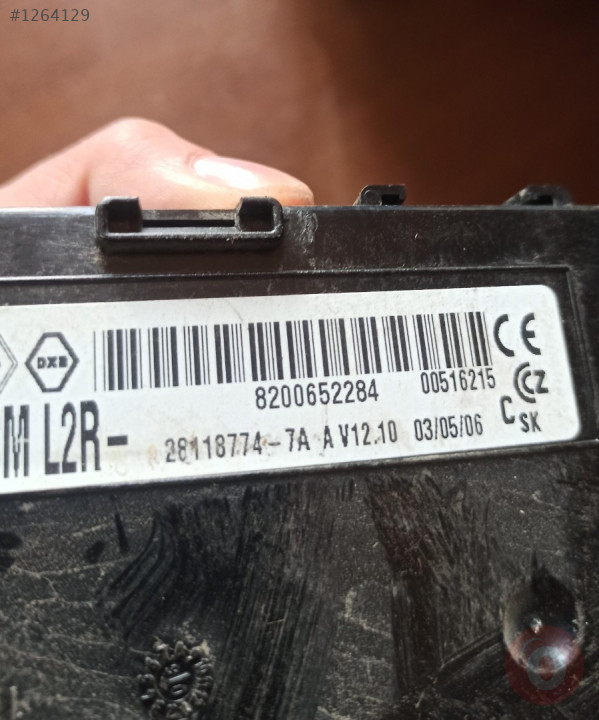 #1264129
DXB
8200652284
00516215
CE
CZ
C SK
M L2R-
28118774-7A A V12.10 03/05/06